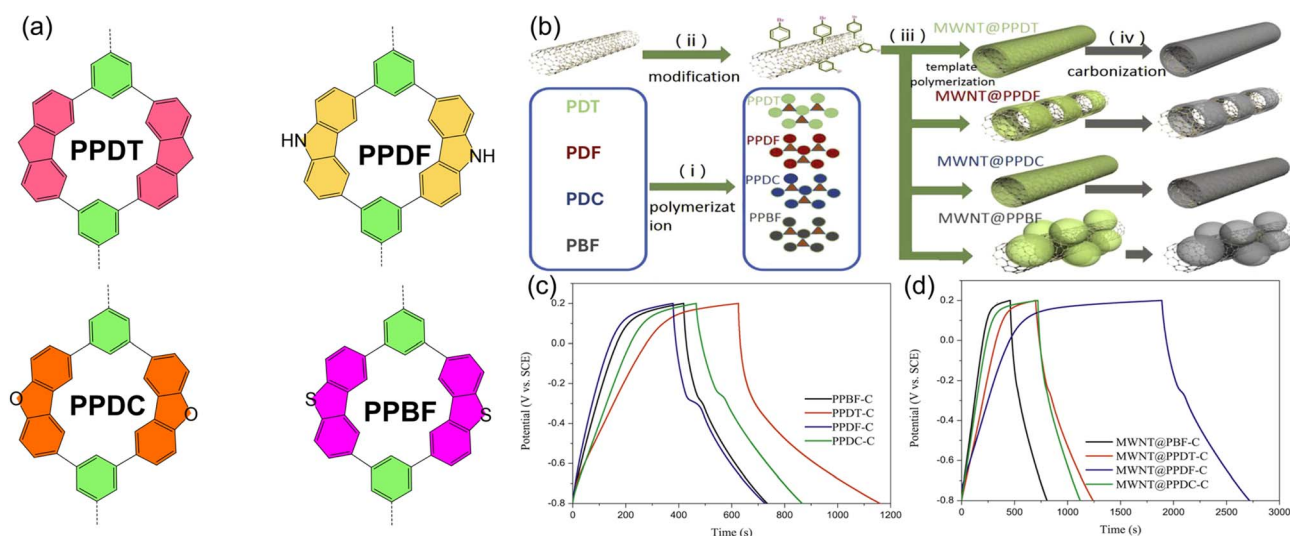 (a)
PPDT
PPDF
HN
NH
PPDC
O
O
PPBF
S
S
(b)
(ii)
modification
(iii)
template
polymerization
(iv)
carbonization
MWNT@PPDT
MWNT@PPDF
MWNT@PPDC
MWNT@PPBF
PDT
PDF
PDC
PBF
(i)
polymerizat
ion
PPDT
PPDF
PPDC
PPBF
(c)
Potential (V vs. SCE)
0.2
0.0
-0.2
-0.4
-0.6
-0.8
0 200 400 600 800 1000 1200
Time (s)
PPBF-C
PPDT-C
PPDF-C
PPDC-C
(d)
Potential (V vs. SCE)
0.2
0.0
-0.2
-0.4
-0.6
-0.8
0 500 1000 1500 2000 2500 3000
Time (s)
MWNT@PBF-C
MWNT@PPDT-C
MWNT@PPDF-C
MWNT@PPDC-C